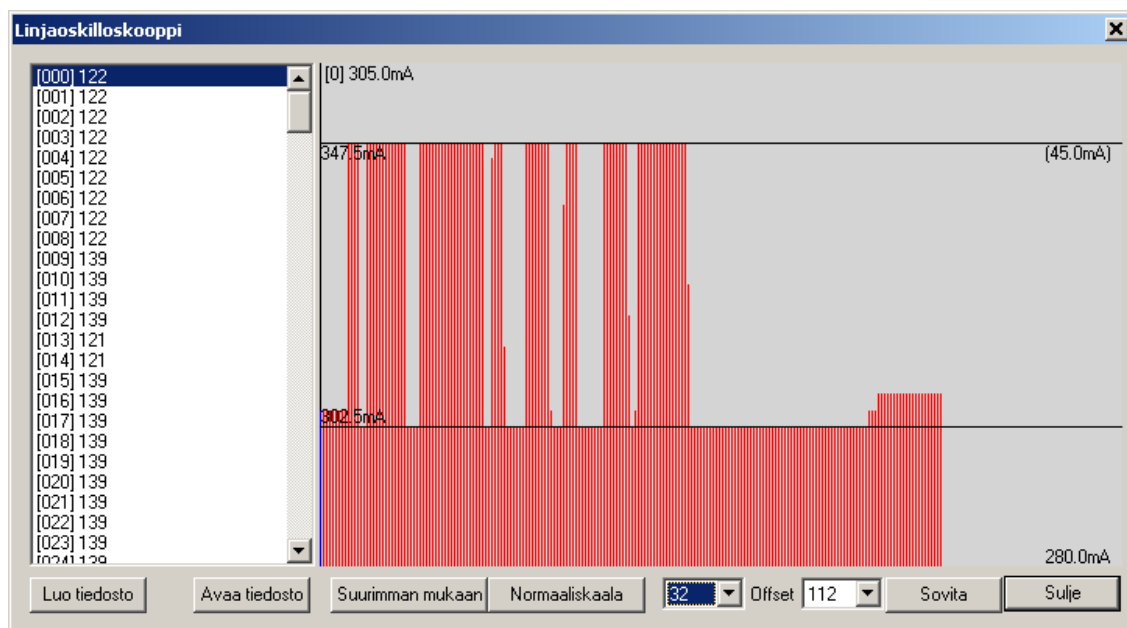 Linjaoskilloskooppi
[000] 122
[001] 122
[002] 122
[003] 122
[004] 122
[005] 122
[006] 122
[007] 122
[008] 122
[009] 139
[010] 139
[011] 139
[012] 139
[013] 121
[014] 121
[015] 139
[016] 139
[017] 139
[018] 139
[019] 139
[020] 139
[021] 139
[022] 139
[023] 139
[024] 139
[0] 305.0mA
347.5mA
(45.0mA)
302.5mA
280.0mA
Luo tiedosto
Avaa tiedosto
Suurimman mukaan
Normaaliskaala
32
Offset
112
Sovita
Sulje